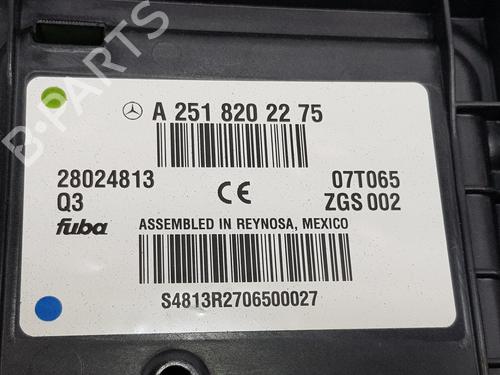 A 251 820 22 75
28024813
07T065
Q3
CE
ZGS 002
fuba
ASSEMBLED IN REYNOSA, MEXICO
S4813R2706500027
B-PARTS